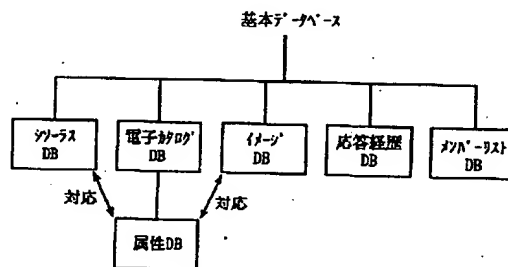 基本ﾃﾞｰﾀﾍﾞｰｽ
ｼｿｰﾗｽ
DB
電子ｶﾀﾛｸﾞ
DB
ｲﾒｰｼﾞ
DB
応答経歴
DB
ﾒﾝﾊﾞｰﾘｽﾄ
DB
対応
対応
属性DB